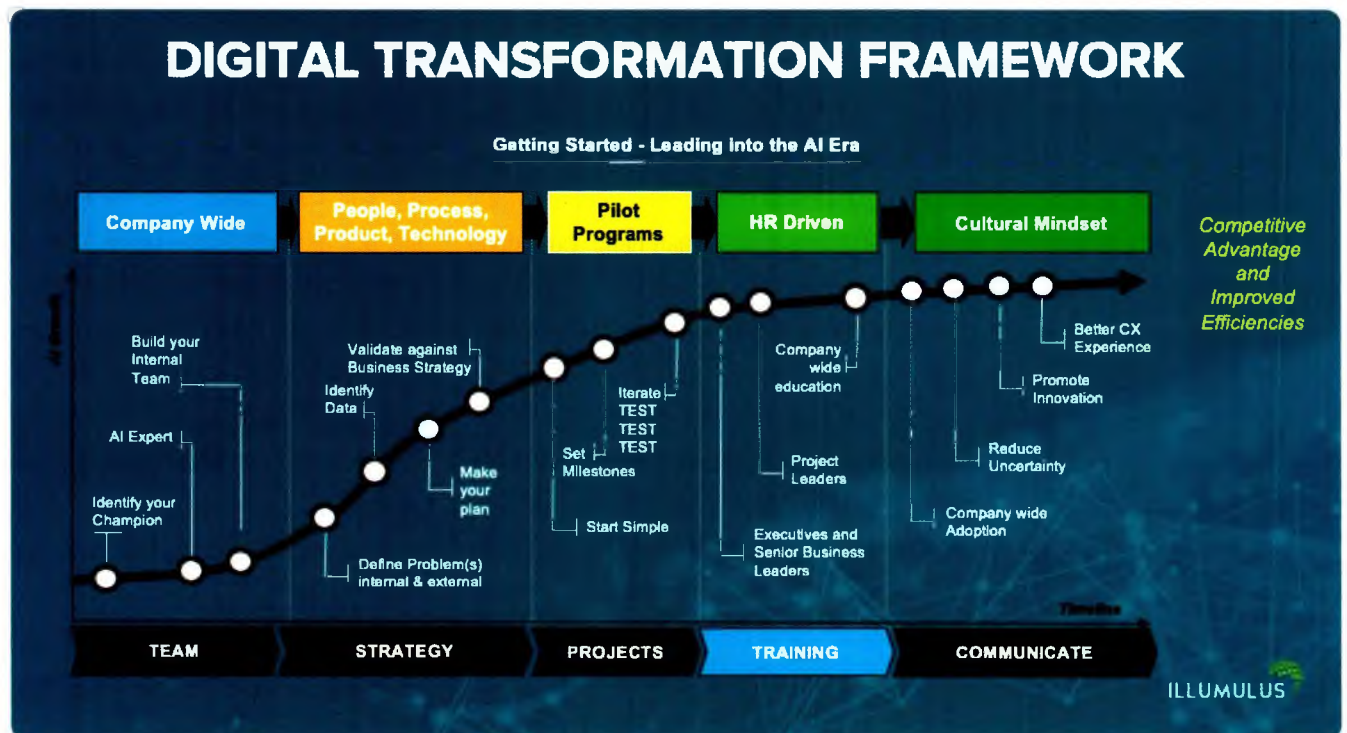 DIGITAL TRANSFORMATION FRAMEWORK
Getting Started - Leading into the AI Era
Company Wide
People, Process,
Product, Technology
Pilot
Programs
HR Driven
Cultural Mindset
Competitive
Advantage
and
Improved
Efficiencies
Identify your
Champion
AI Expert
Build your
Internal
Team
Define Problem(s)
internal & external
Identify
Data
Make
your
plan
Validate against
Business Strategy
Start Simple
Set
Milestones
Iterate
TEST
TEST
TEST
Executives and
Senior Business
Leaders
Project
Leaders
Company
wide
education
Company wide
Adoption
Reduce
Uncertainty
Promote
Innovation
Better CX
Experience
Timeline
TEAM
STRATEGY
PROJECTS
TRAINING
COMMUNICATE
ILLUMULUS